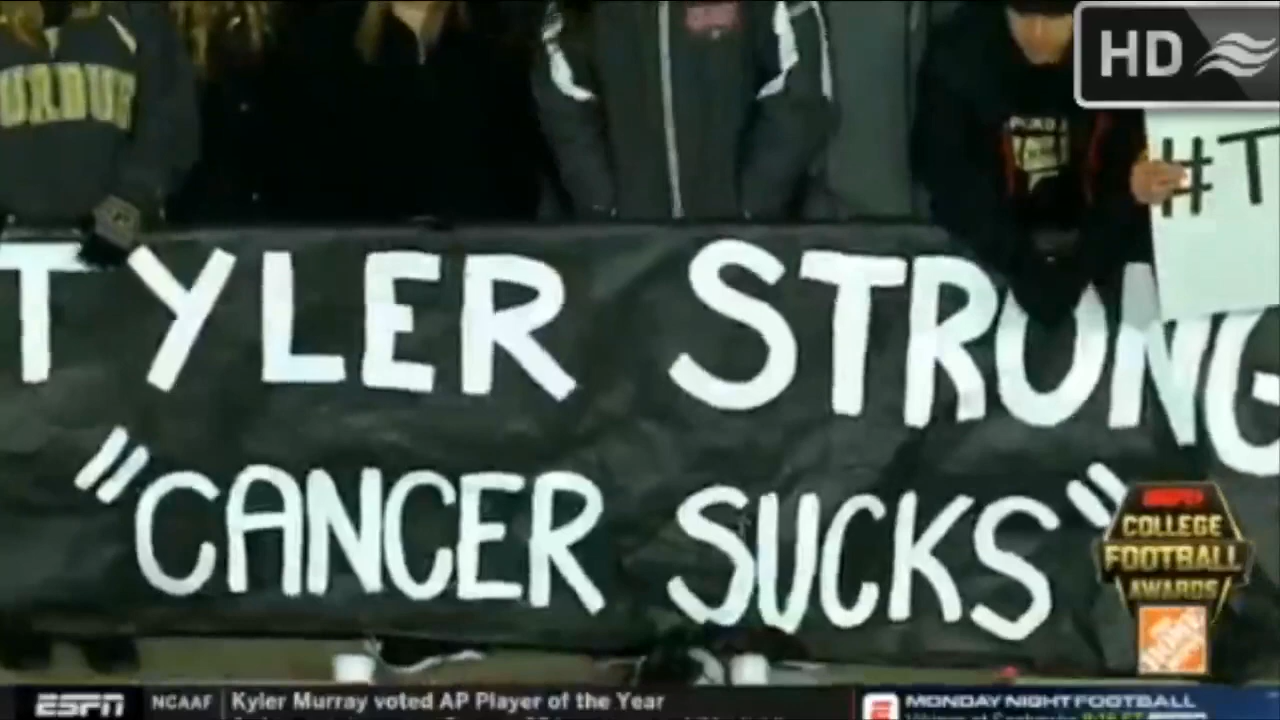 HD
TYLER STRONG
"CANCER SUCKS"
#T
ESPN
COLLEGE
FOOTBALL
AWARDS
ESPN NCAAF Kyler Murray voted AP Player of the Year
MONDAY NIGHT FOOTBALL